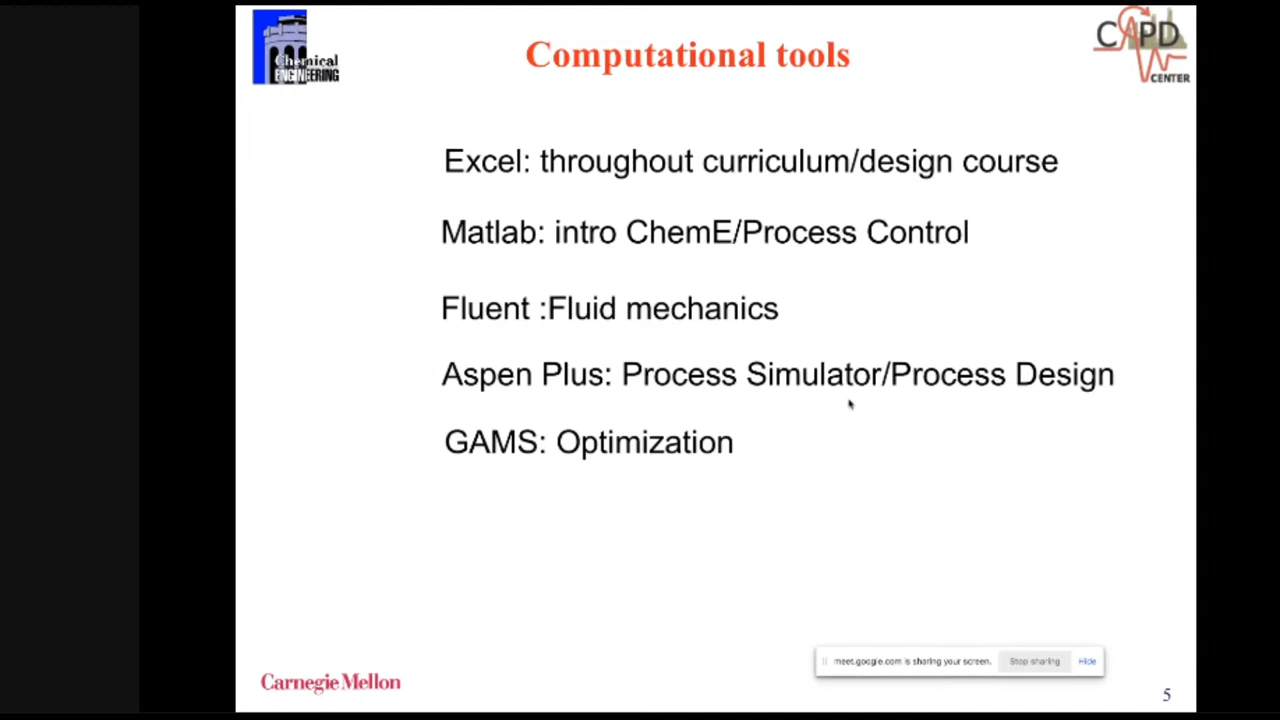 Chemical
ENGINEERING
Computational tools
CAPD
CENTER
Excel: throughout curriculum/design course
Matlab: intro ChemE/Process Control
Fluent :Fluid mechanics
Aspen Plus: Process Simulator/Process Design
GAMS: Optimization
meet.google.com is sharing your screen.
Stop sharing
Hide
Carnegie Mellon
5